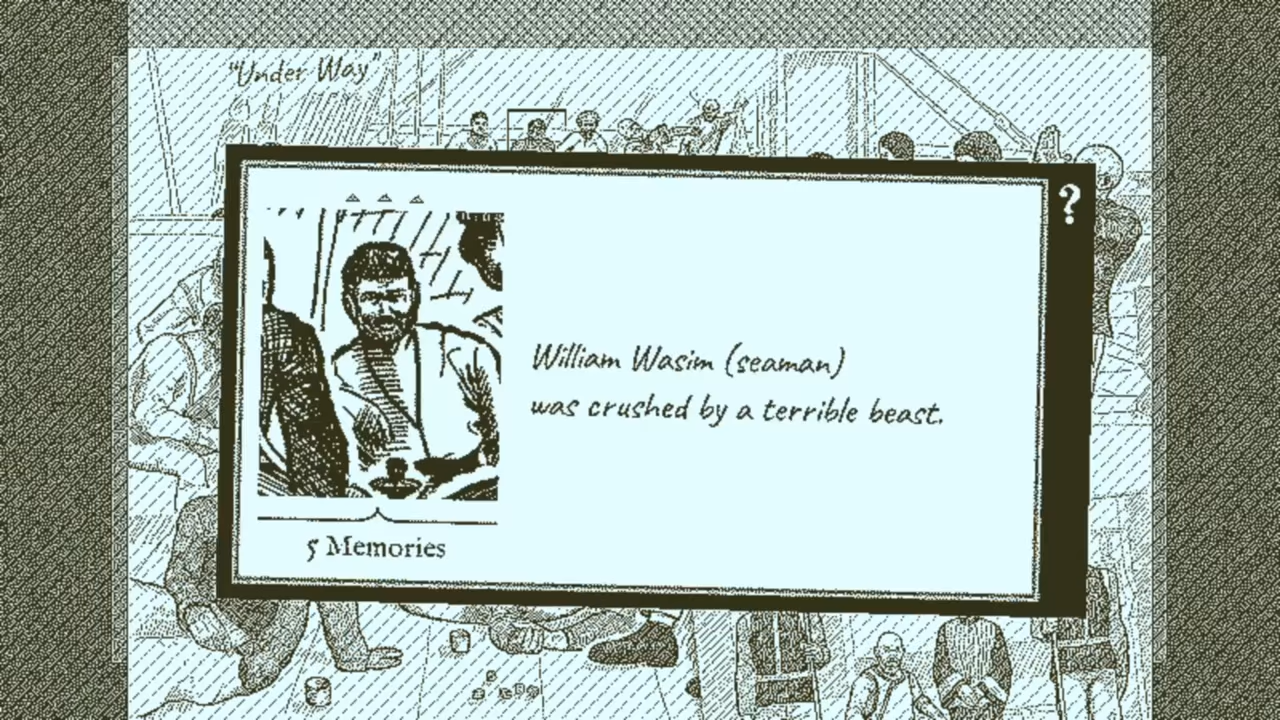 "Under Way"
?
William Wasim (seaman)
was crushed by a terrible beast.
5 Memories